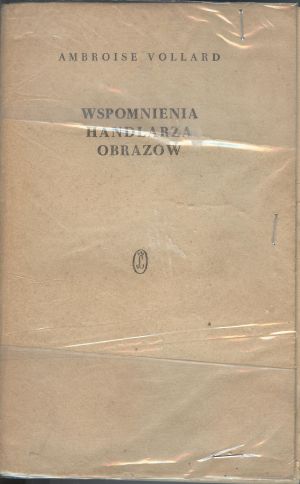 AMBROISE VOLLARD
WSPOMNIENIA
HANDLARZA
OBRAZÓW